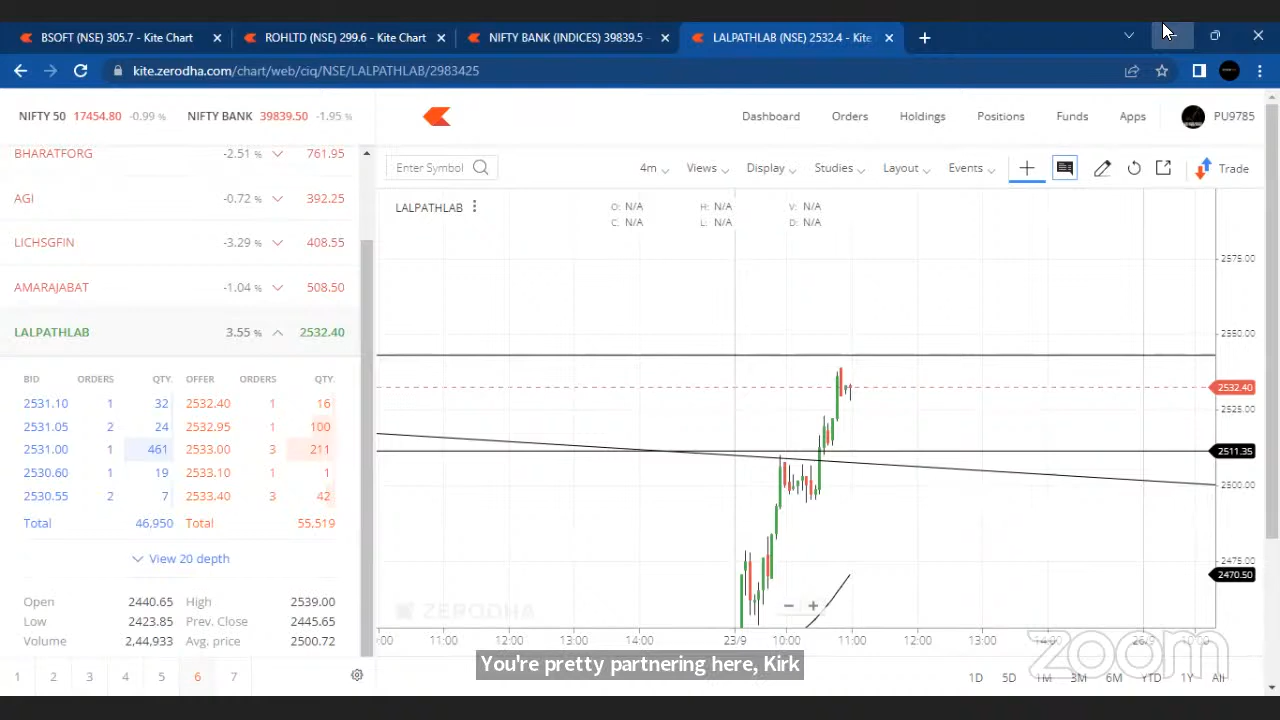 BSOFT (NSE) 305.7 - Kite Chart
ROHLTD (NSE) 299.6 - Kite Chart
NIFTY BANK (INDICES) 39839.5 -
LALPATHLAB (NSE) 2532.4 - Kite
kite.zerodha.com/chart/web/ciq/NSE/LALPATHLAB/2983425
NIFTY 50 17454.80 -0.99 % NIFTY BANK 39839.50 -1.95 %
Dashboard Orders Holdings Positions Funds Apps PU9785
BHARATFORG -2.51 % 761.95
AGI -0.72 % 392.25
LICHSGFIN -3.29 % 408.55
AMARAJABAT -1.04 % 508.50
LALPATHLAB 3.55 % 2532.40
BID ORDERS QTY. OFFER ORDERS QTY.
2531.10 1 32 2532.40 1 16
2531.05 2 24 2532.95 1 100
2531.00 1 461 2533.00 3 211
2530.60 1 19 2533.10 1 1
2530.55 2 7 2533.40 3 42
Total 46,950 Total 55,519
View 20 depth
Open 2440.65 High 2539.00
Low 2423.85 Prev. Close 2445.65
Volume 2,44,933 Avg. price 2500.72
1 2 3 4 5 6 7
Enter Symbol 4m Views Display Studies Layout Events Trade
LALPATHLAB
O: N/A H: N/A V: N/A
C: N/A L: N/A D: N/A
2575.00
2550.00
2532.40
2525.00
2511.35
2500.00
2475.00
2470.50
ZERODHA
:00 11:00 12:00 13:00 14:00 23/9 10:00 11:00 12:00 13:00 14:00 26/9 10:00
zoom
You're pretty partnering here, Kirk
1D 5D 1M 3M 6M YTD 1Y All